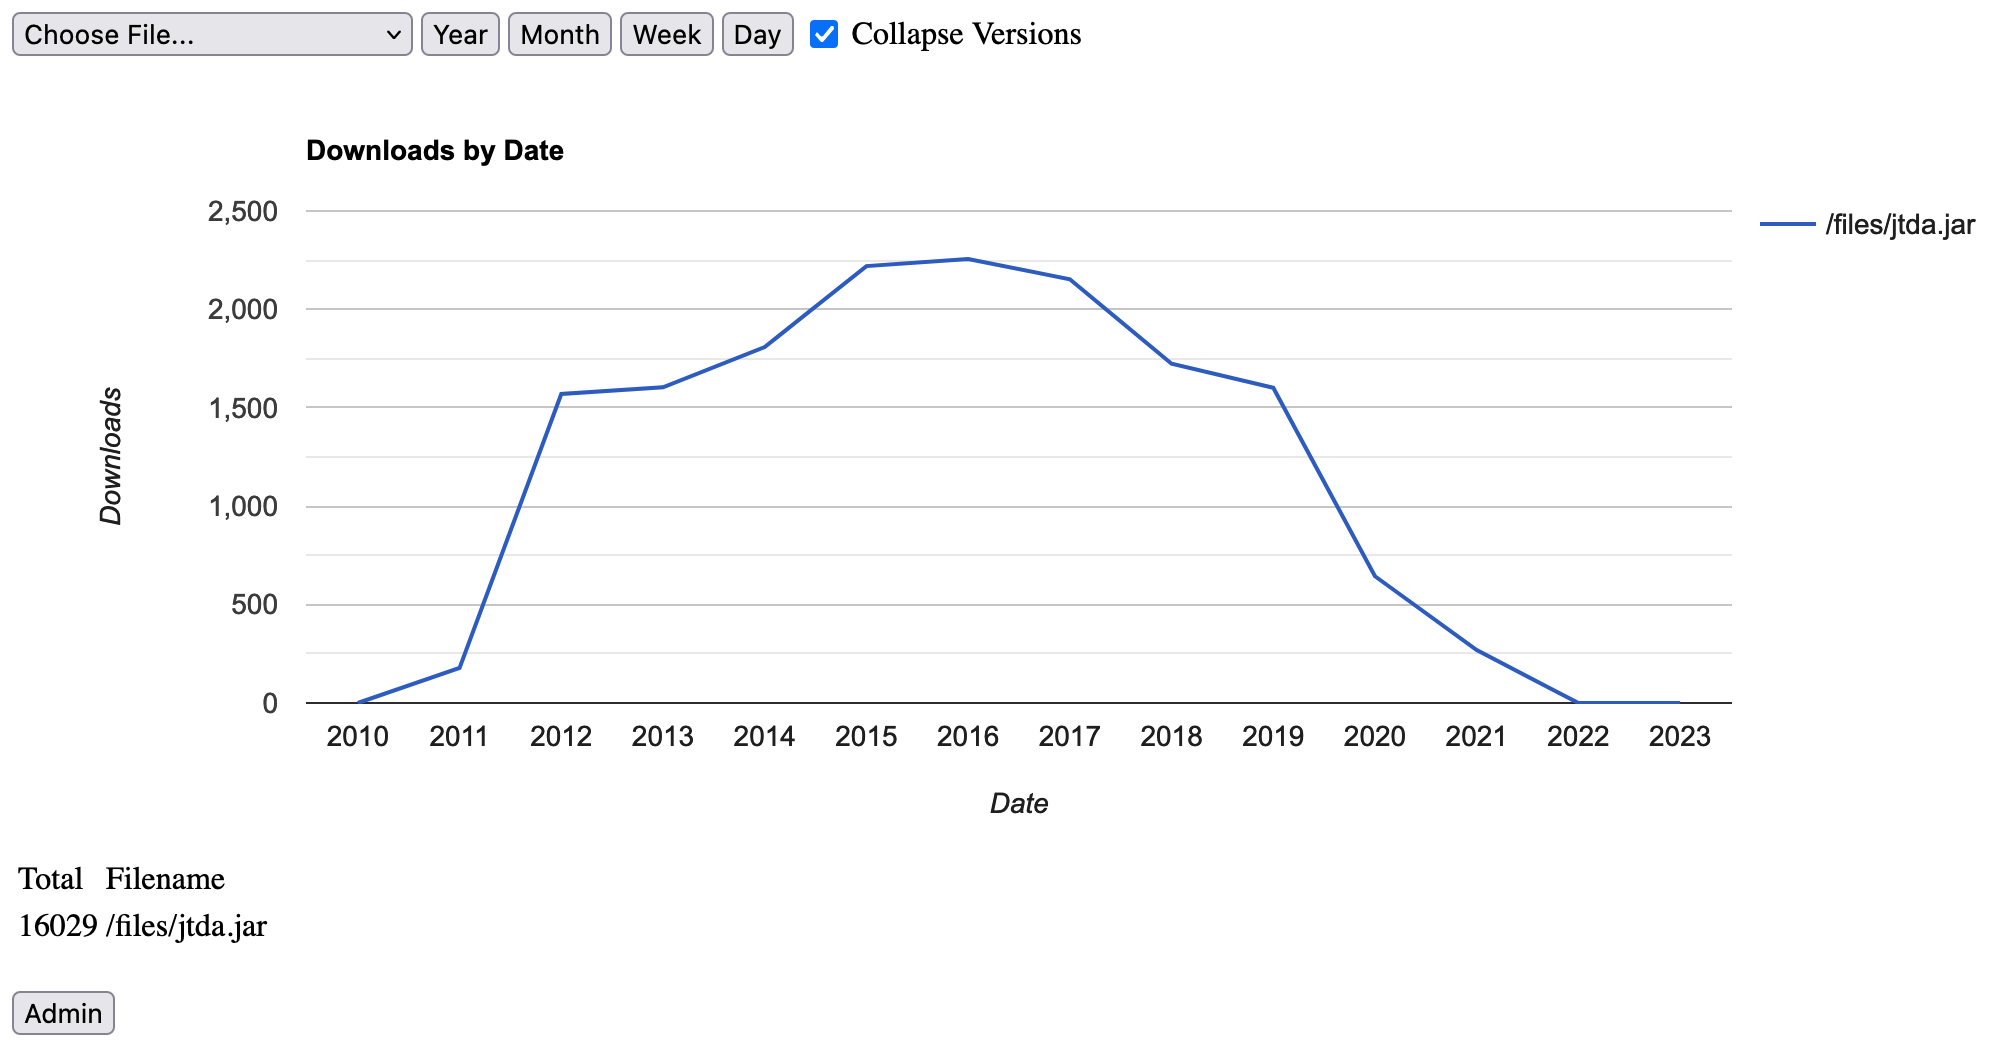 Choose File... Year Month Week Day Collapse Versions
Downloads by Date
2,500
2,000
1,500
1,000
500
0
Downloads
/files/jtda.jar
2010 2011 2012 2013 2014 2015 2016 2017 2018 2019 2020 2021 2022 2023
Date
Total Filename
16029 /files/jtda.jar
Admin